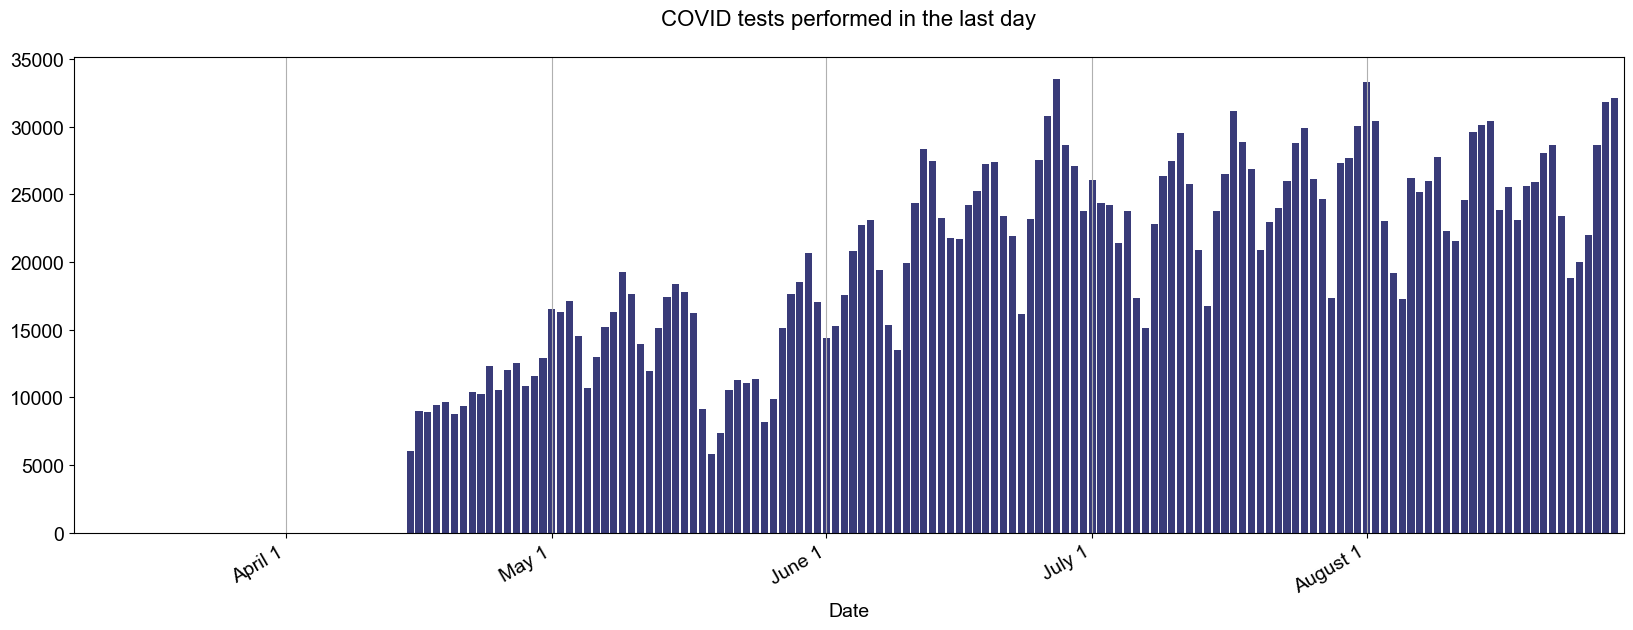 COVID tests performed in the last day
35000
30000
25000
20000
15000
10000
5000
0
April 1
May 1
June 1
July 1
August 1
Date